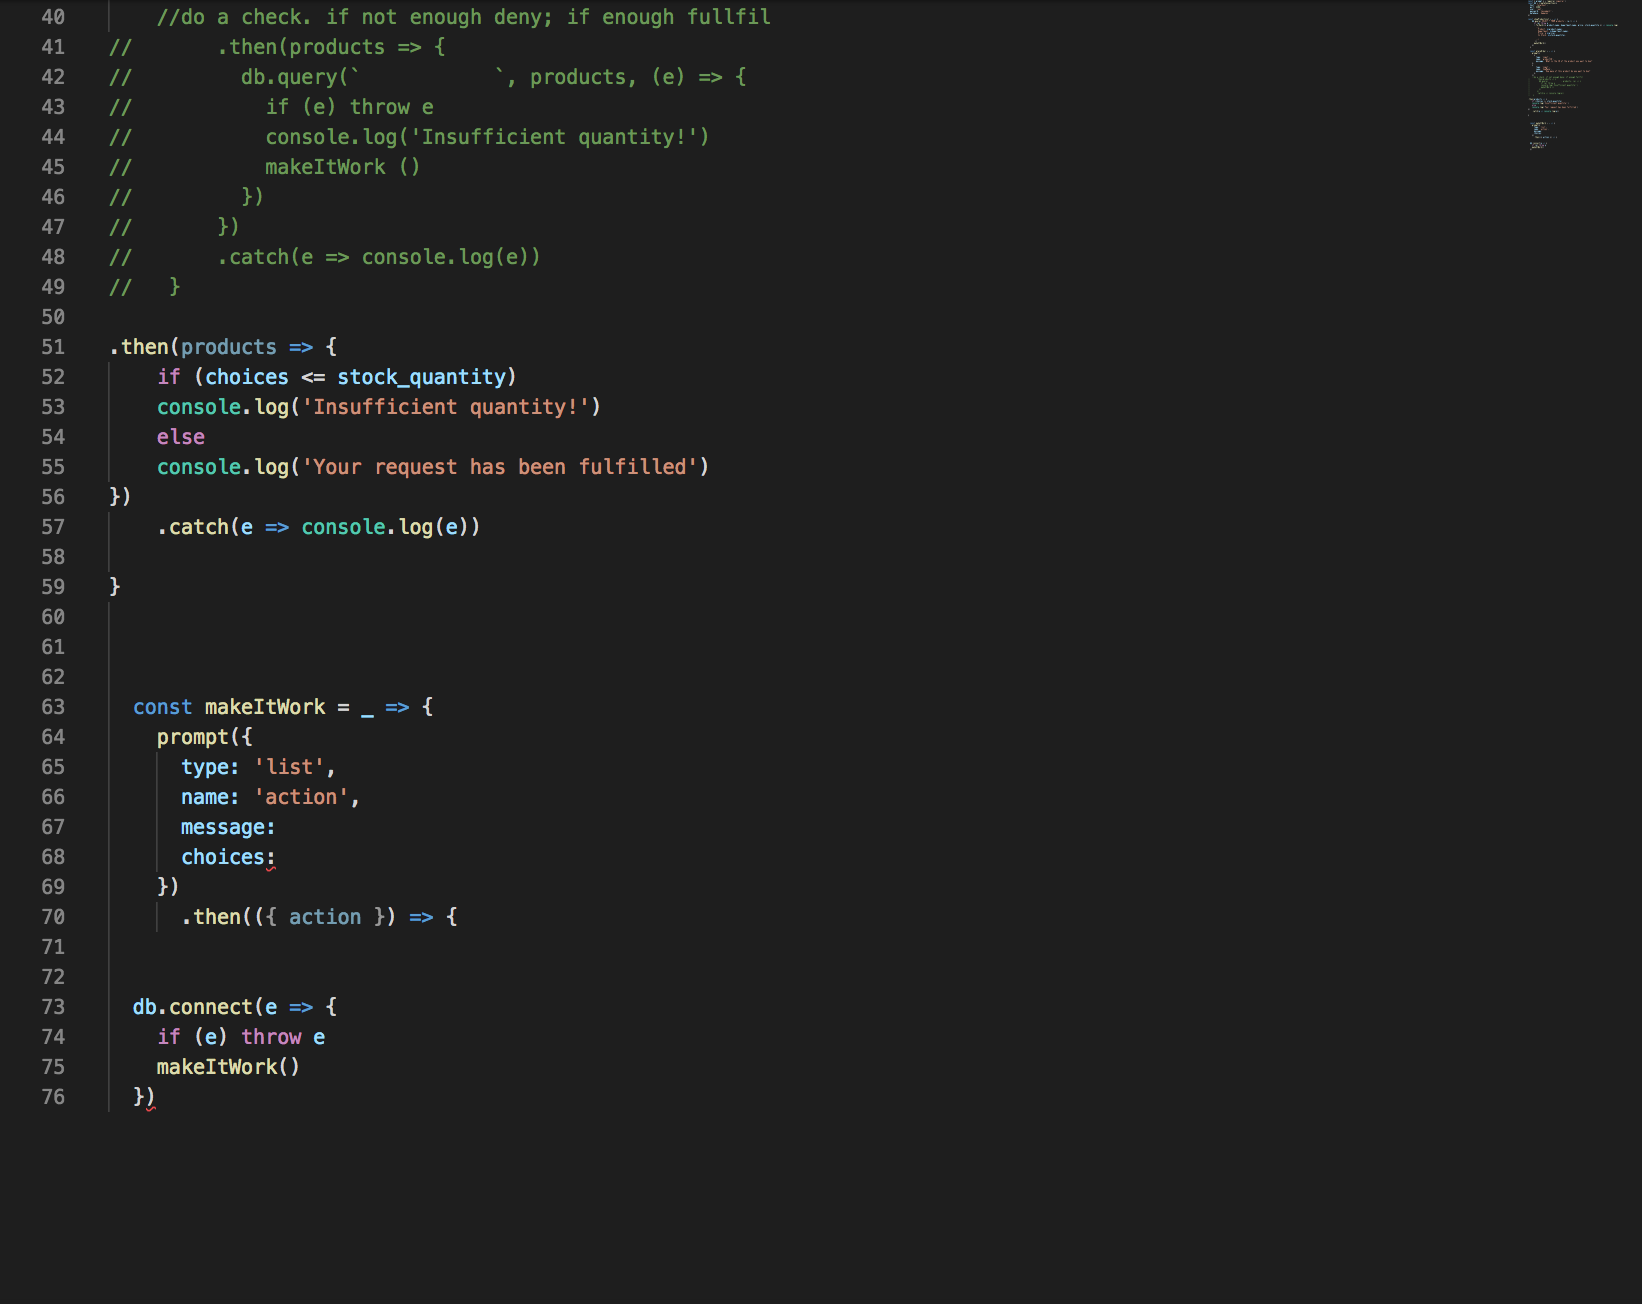 40 //do a check. if not enough deny; if enough fullfil
41 // .then(products => {
42 // db.query(` `, products, (e) => {
43 // if (e) throw e
44 // console.log('Insufficient quantity!')
45 // makeItWork ()
46 // })
47 // })
48 // .catch(e => console.log(e))
49 // }
50
51 .then(products => {
52 if (choices <= stock_quantity)
53 console.log('Insufficient quantity!')
54 else
55 console.log('Your request has been fulfilled')
56 })
57 .catch(e => console.log(e))
58
59 }
60
61
62
63 const makeItWork = _ => {
64 prompt({
65 type: 'list',
66 name: 'action',
67 message:
68 choices:
69 })
70 .then(({ action }) => {
71
72
73 db.connect(e => {
74 if (e) throw e
75 makeItWork()
76 })